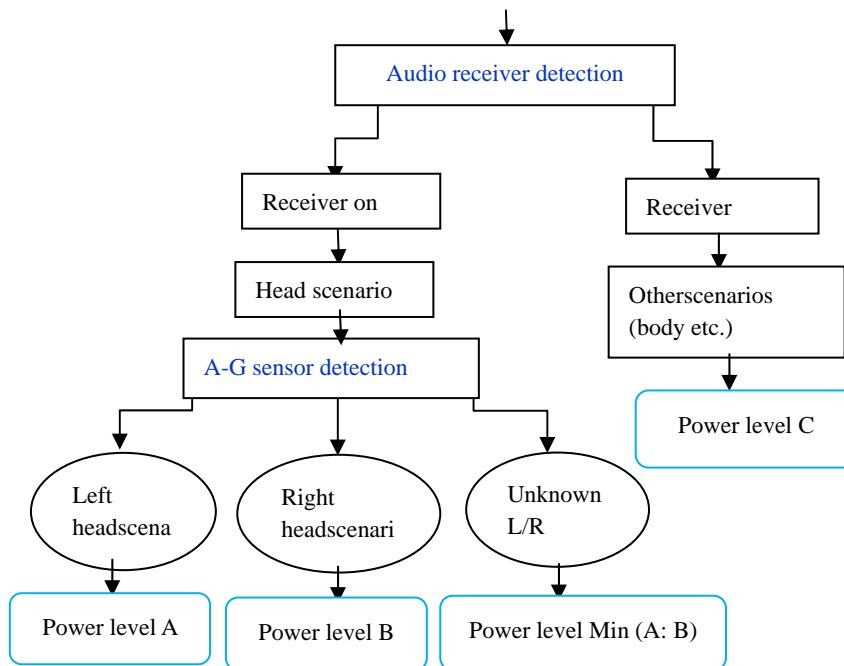 Audio receiver detection
Receiver on
Receiver
Head scenario
Otherscenarios
(body etc.)
A-G sensor detection
Power level C
Left
headscena
Right
headscenari
Unknown
L/R
Power level A
Power level B
Power level Min (A: B)